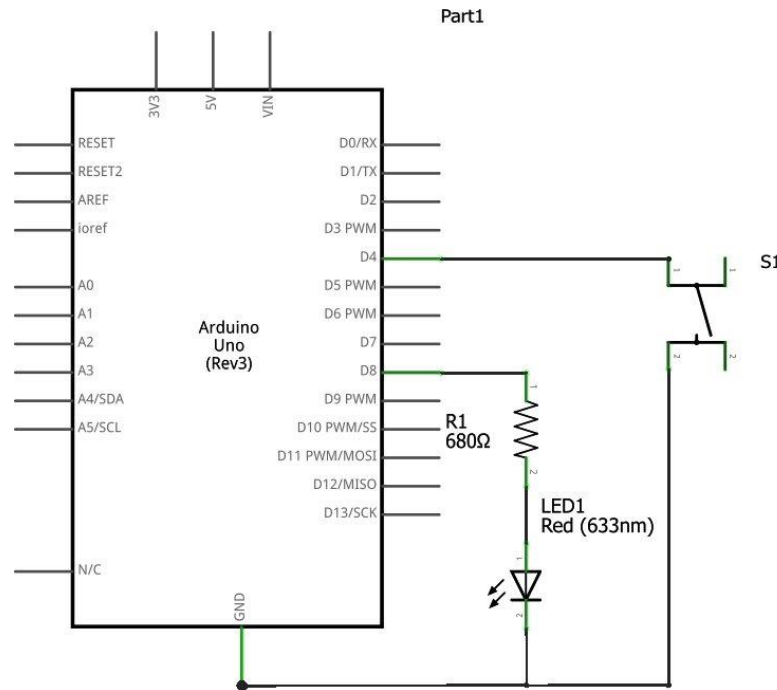 Part1
3V3
5V
VIN
RESET
RESET2
AREF
ioref
A0
A1
A2
A3
A4/SDA
A5/SCL
N/C
Arduino
Uno
(Rev3)
D0/RX
D1/TX
D2
D3 PWM
D4
D5 PWM
D6 PWM
D7
D8
D9 PWM
D10 PWM/SS
D11 PWM/MOSI
D12/MISO
D13/SCK
GND
S1
1
1
2
2
R1
680Ω
1
2
LED1
Red (633nm)
1
2